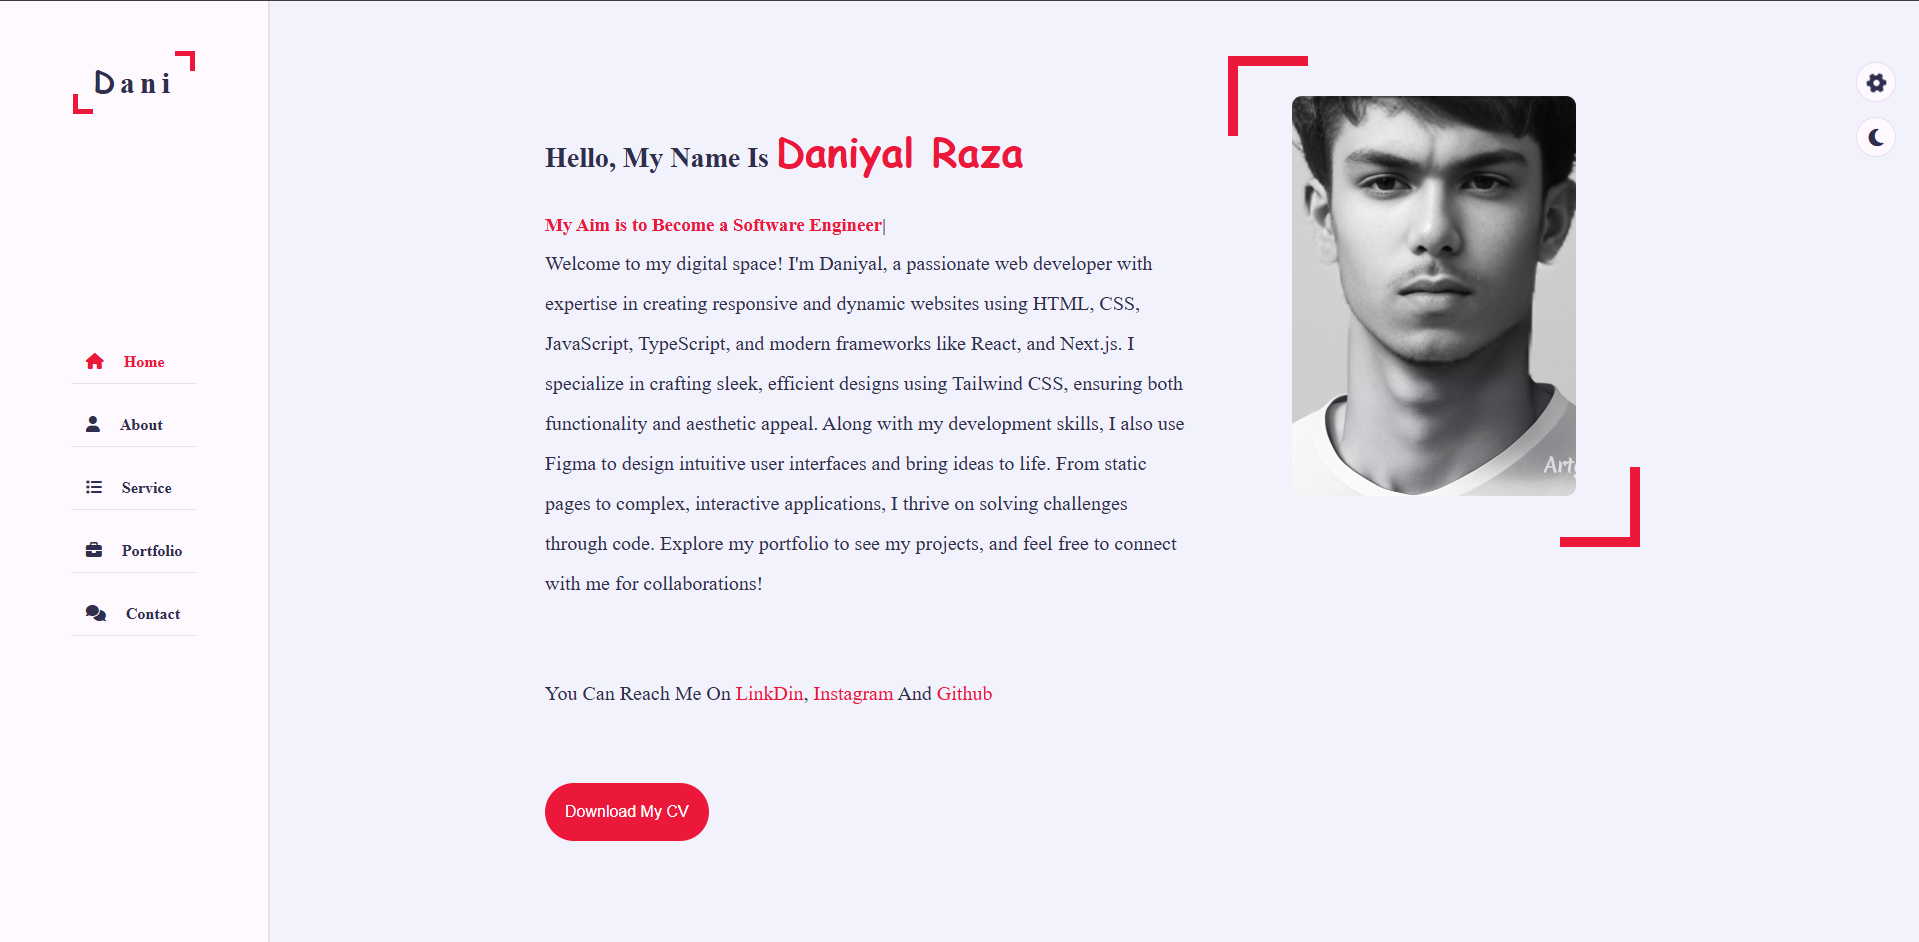 Dani
Home
About
Service
Portfolio
Contact
Hello, My Name Is Daniyal Raza
My Aim is to Become a Software Engineer|
Welcome to my digital space! I'm Daniyal, a passionate web developer with
expertise in creating responsive and dynamic websites using HTML, CSS,
JavaScript, TypeScript, and modern frameworks like React, and Next.js. I
specialize in crafting sleek, efficient designs using Tailwind CSS, ensuring both
functionality and aesthetic appeal. Along with my development skills, I also use
Figma to design intuitive user interfaces and bring ideas to life. From static
pages to complex, interactive applications, I thrive on solving challenges
through code. Explore my portfolio to see my projects, and feel free to connect
with me for collaborations!
You Can Reach Me On LinkDin, Instagram And Github
Download My CV